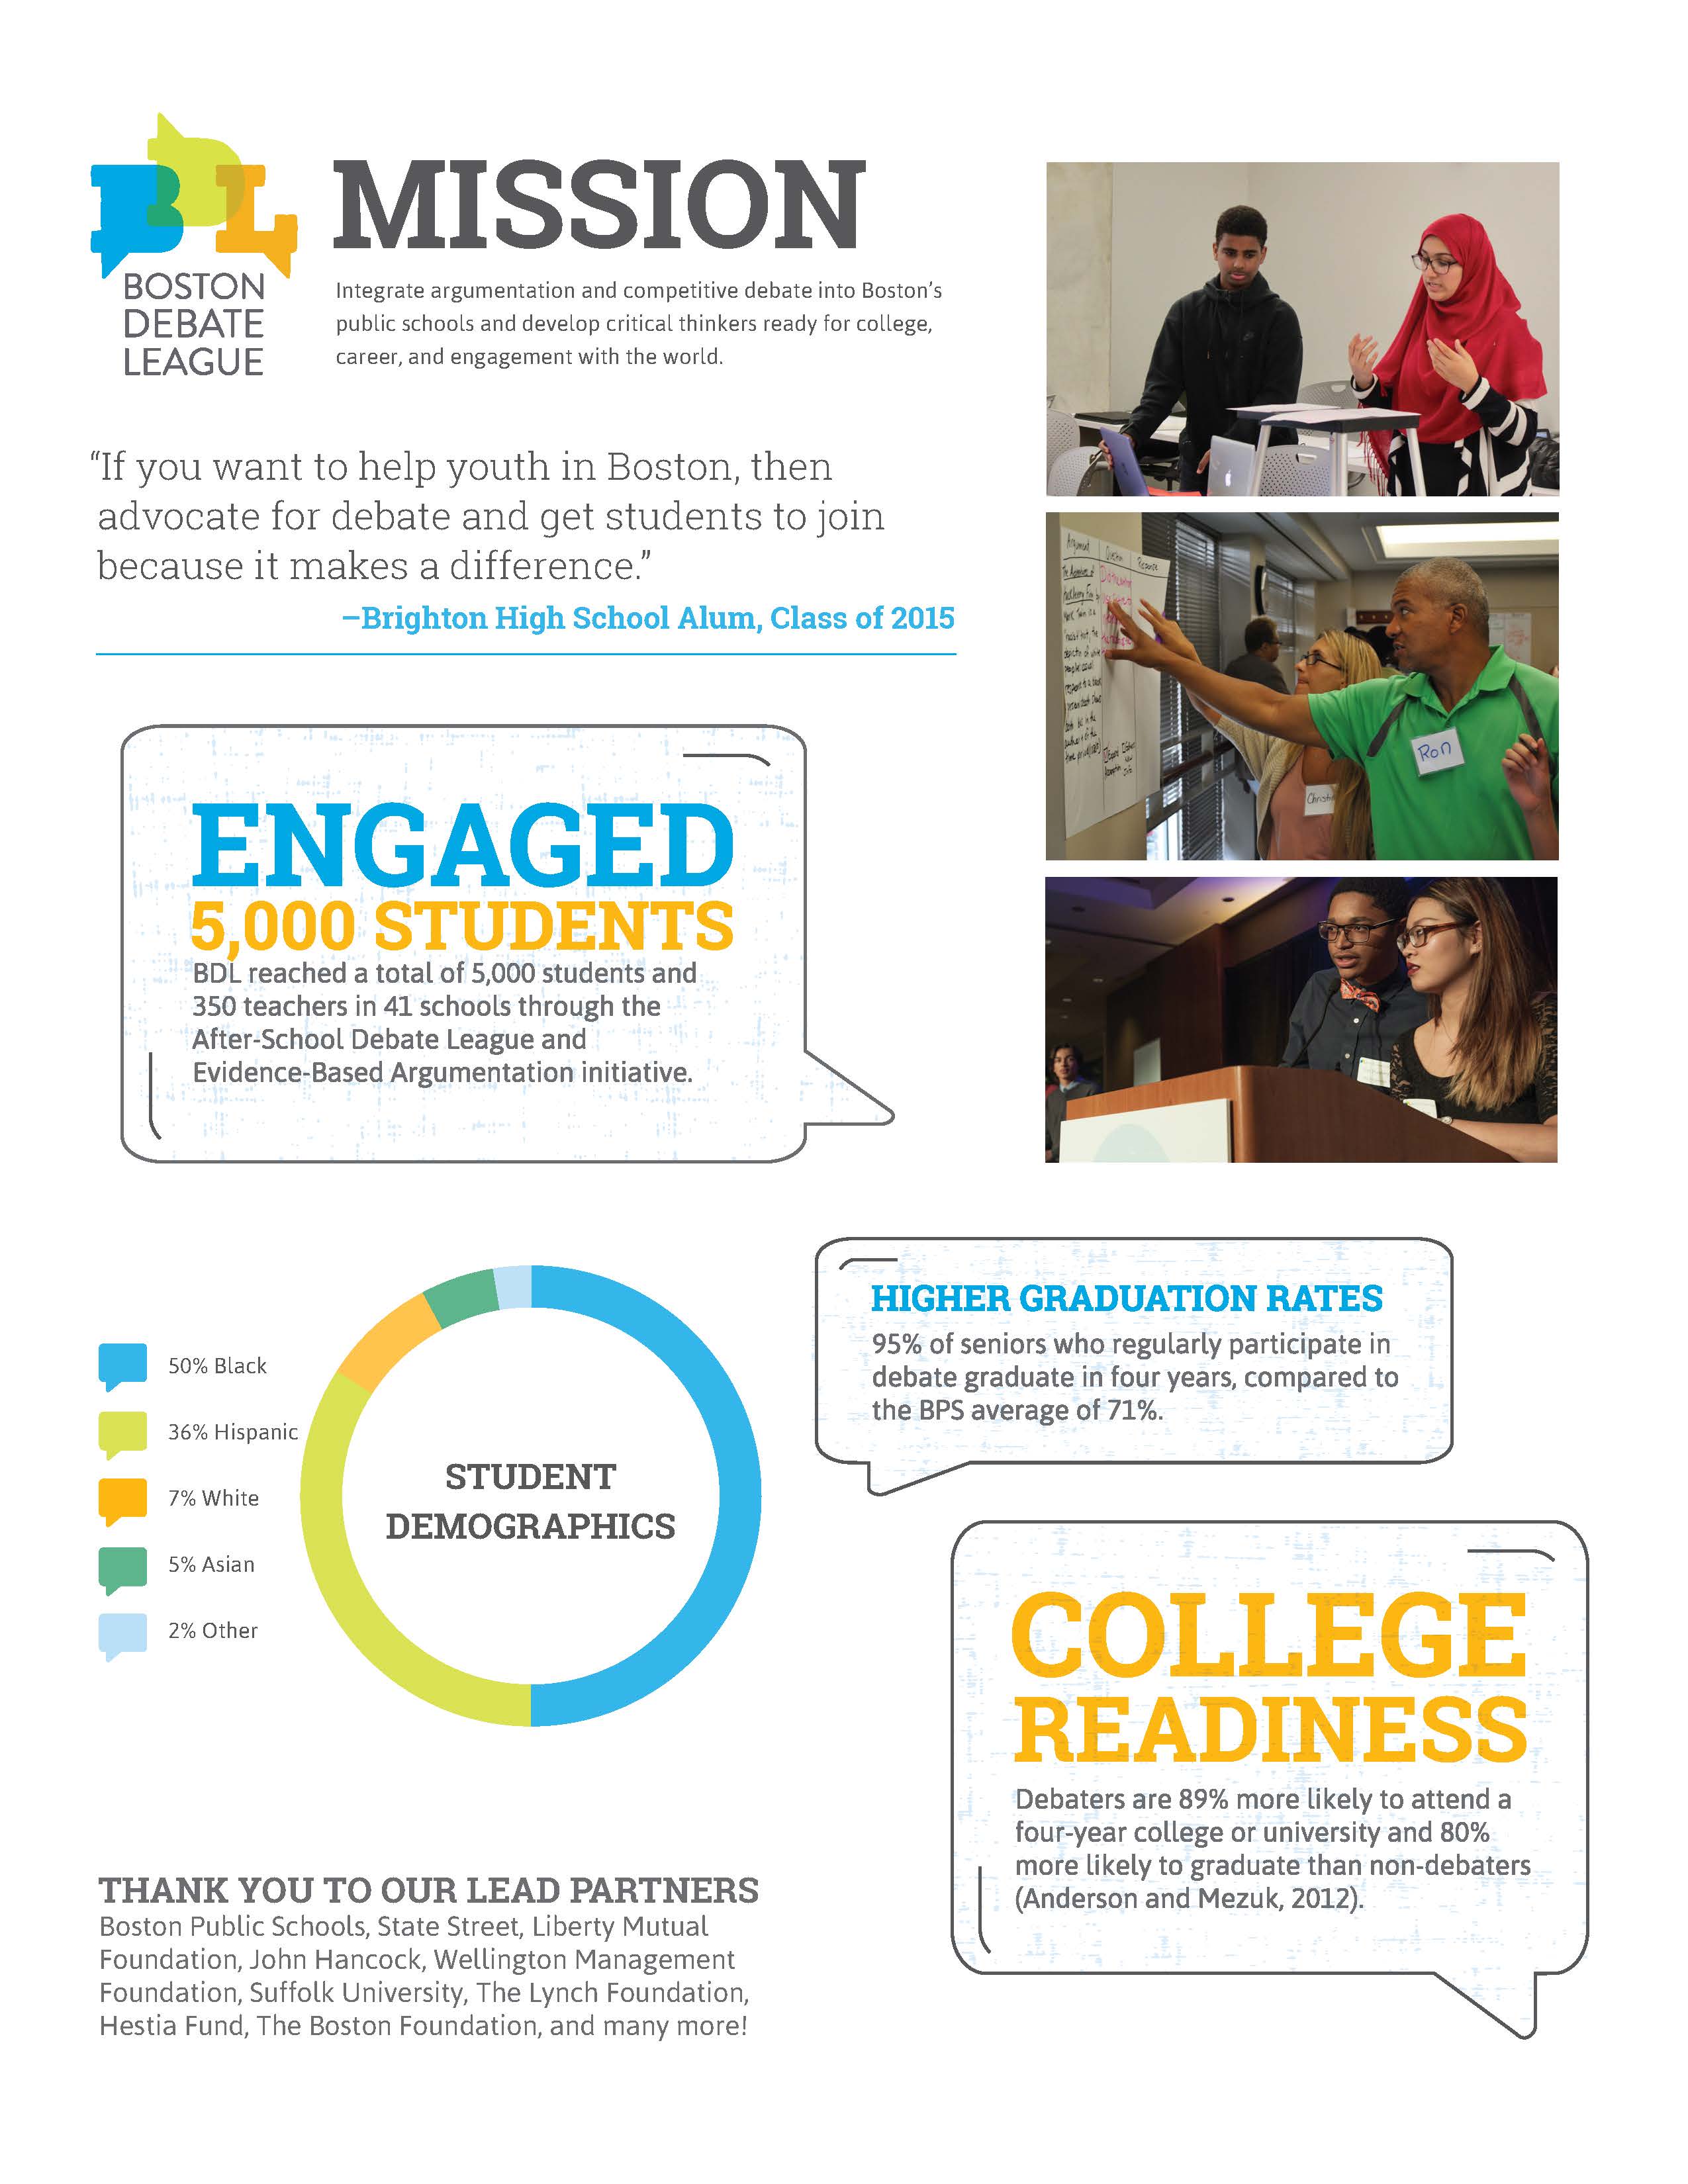 BDL
BOSTON
DEBATE
LEAGUE
MISSION
Integrate argumentation and competitive debate into Boston’s
public schools and develop critical thinkers ready for college,
career, and engagement with the world.
“If you want to help youth in Boston, then
advocate for debate and get students to join
because it makes a difference.”
–Brighton High School Alum, Class of 2015
Argument Question Response
Ron
ENGAGED
5,000 STUDENTS
BDL reached a total of 5,000 students and
350 teachers in 41 schools through the
After-School Debate League and
Evidence-Based Argumentation initiative.
50% Black
36% Hispanic
7% White
5% Asian
2% Other
STUDENT
DEMOGRAPHICS
HIGHER GRADUATION RATES
95% of seniors who regularly participate in
debate graduate in four years, compared to
the BPS average of 71%.
COLLEGE
READINESS
Debaters are 89% more likely to attend a
four-year college or university and 80%
more likely to graduate than non-debaters
(Anderson and Mezuk, 2012).
THANK YOU TO OUR LEAD PARTNERS
Boston Public Schools, State Street, Liberty Mutual
Foundation, John Hancock, Wellington Management
Foundation, Suffolk University, The Lynch Foundation,
Hestia Fund, The Boston Foundation, and many more!